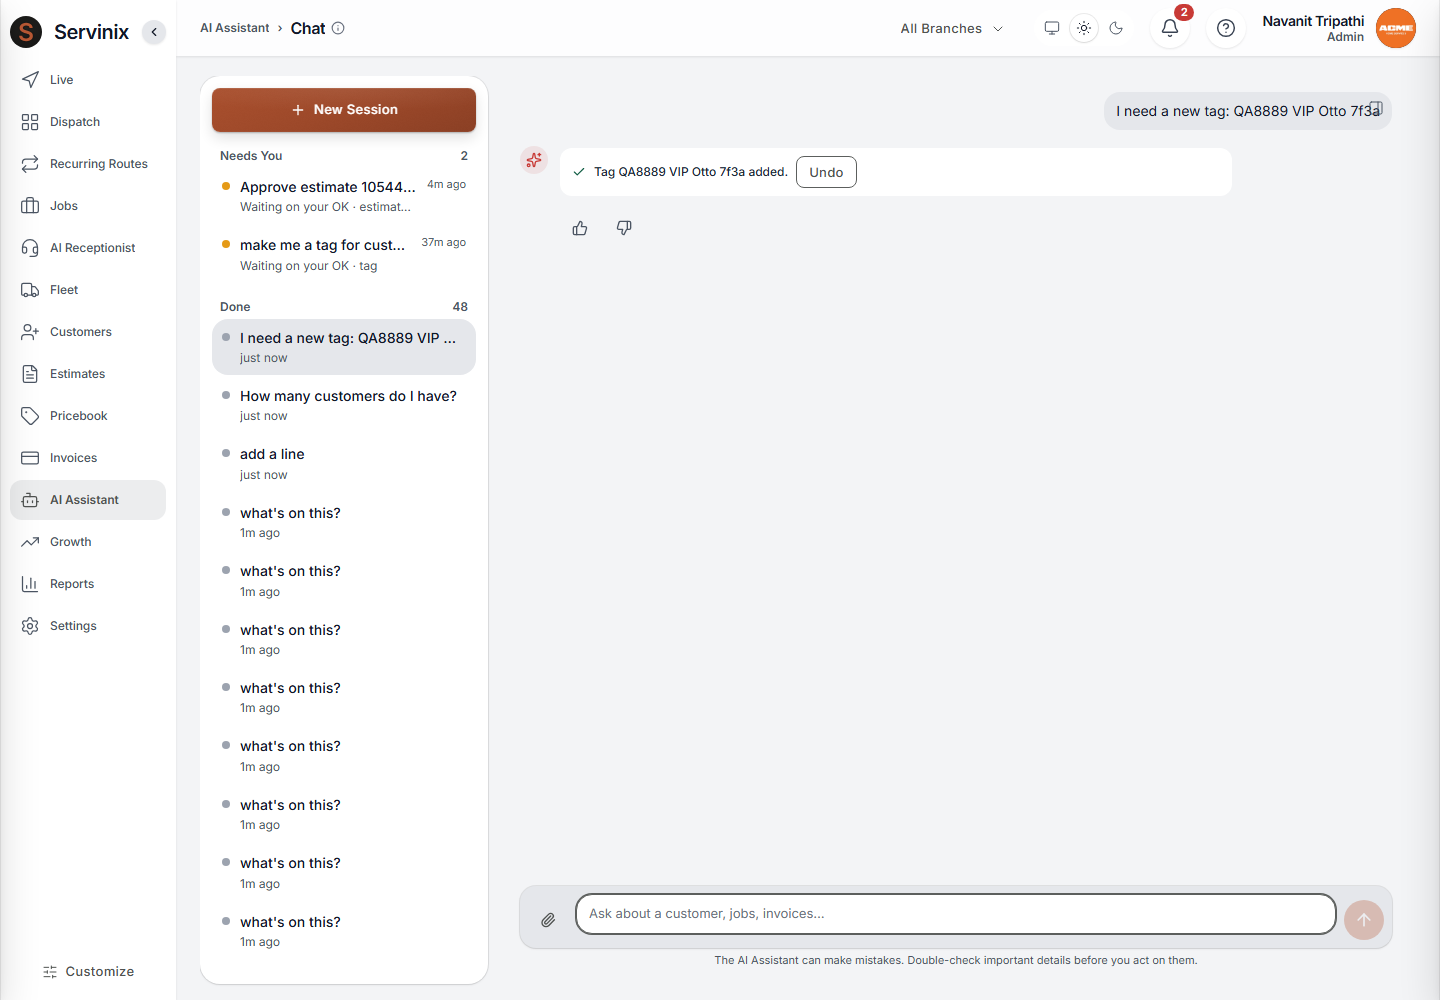 S Servinix
AI Assistant › Chat
All Branches
2
Navanit Tripathi
Admin
ACME
Live
Dispatch
Recurring Routes
Jobs
AI Receptionist
Fleet
Customers
Estimates
Pricebook
Invoices
AI Assistant
Growth
Reports
Settings
Customize
+ New Session
Needs You 2
Approve estimate 10544... 4m ago
Waiting on your OK · estimat...
make me a tag for cust... 37m ago
Waiting on your OK · tag
Done 48
I need a new tag: QA8889 VIP ...
just now
How many customers do I have?
just now
add a line
just now
what's on this?
1m ago
what's on this?
1m ago
what's on this?
1m ago
what's on this?
1m ago
what's on this?
1m ago
what's on this?
1m ago
what's on this?
1m ago
what's on this?
1m ago
I need a new tag: QA8889 VIP Otto 7f3a
Tag QA8889 VIP Otto 7f3a added. Undo
Ask about a customer, jobs, invoices...
The AI Assistant can make mistakes. Double-check important details before you act on them.